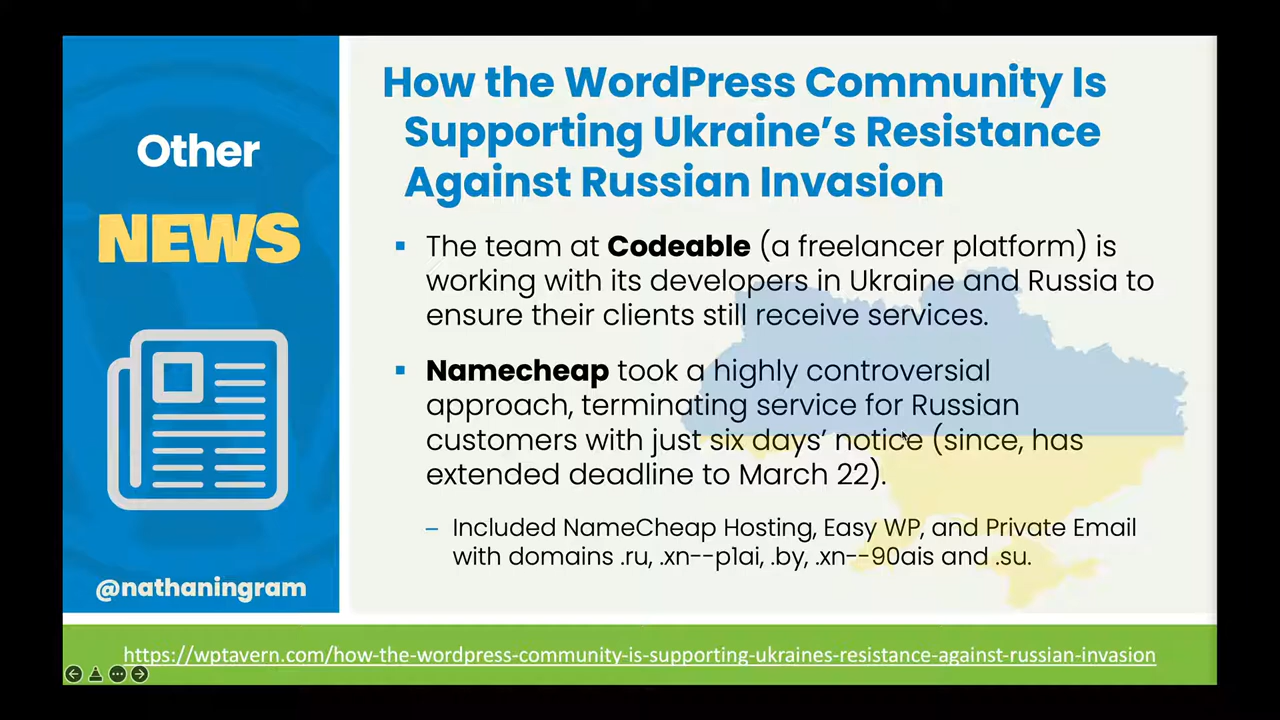 Other
NEWS
@nathaningram
How the WordPress Community Is
Supporting Ukraine’s Resistance
Against Russian Invasion
▪ The team at Codeable (a freelancer platform) is
working with its developers in Ukraine and Russia to
ensure their clients still receive services.
▪ Namecheap took a highly controversial
approach, terminating service for Russian
customers with just six days’ notice (since, has
extended deadline to March 22).
– Included NameCheap Hosting, Easy WP, and Private Email
with domains .ru, .xn--p1ai, .by, .xn--90ais and .su.
https://wptavern.com/how-the-wordpress-community-is-supporting-ukraines-resistance-against-russian-invasion